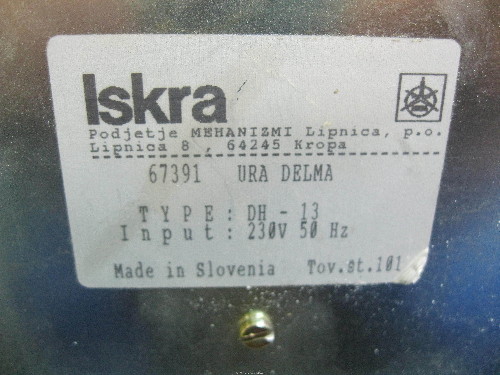 Iskra
Podjetje MEHANIZMI Lipnica, p.o.
Lipnica 8 , 64245 Kropa
67391 URA DELMA
TYPE: DH - 13
Input: 230V 50 Hz
Made in Slovenia Tov.št.101